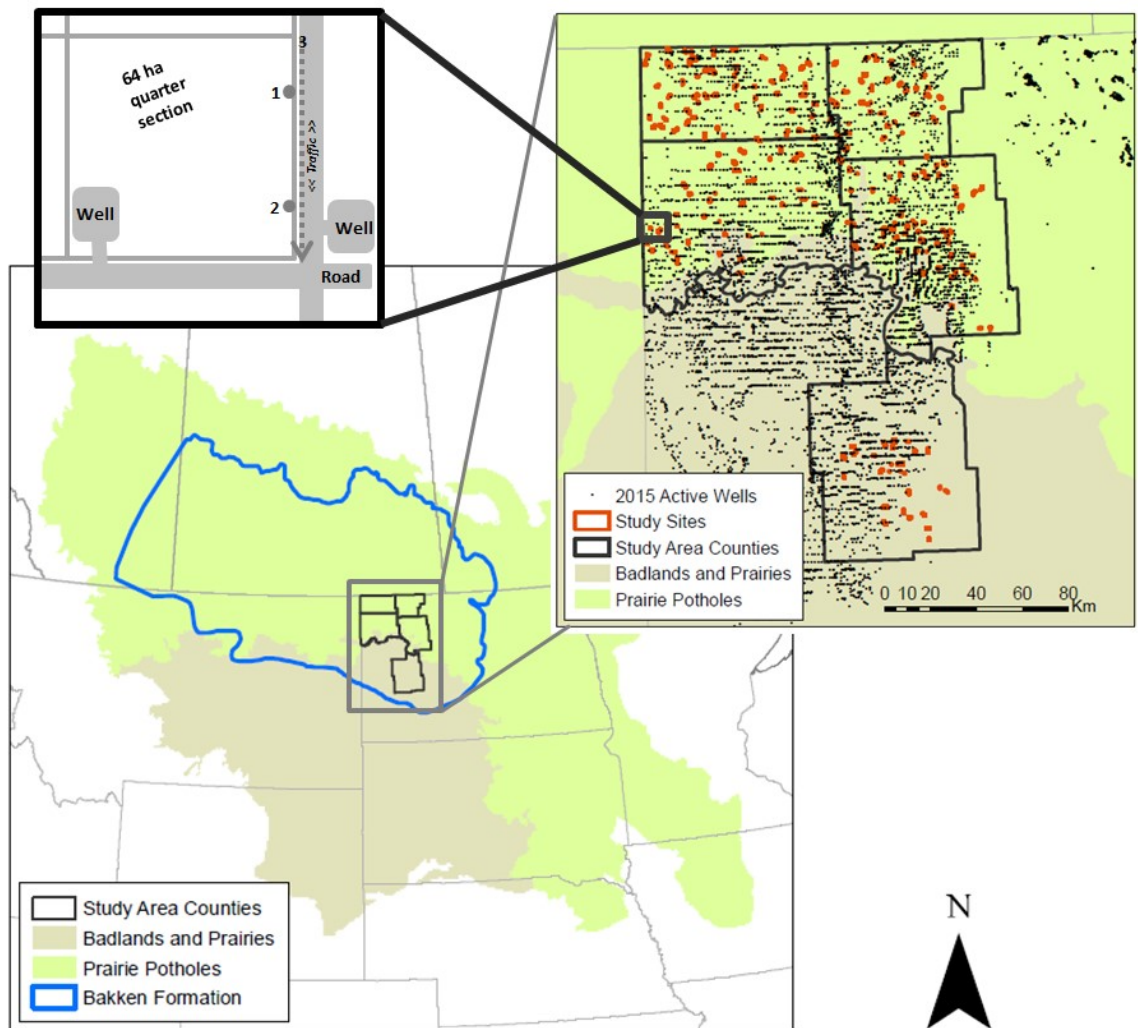 64 ha
quarter
section
3
1
<< Traffic >>
2
Well
Well
Road
2015 Active Wells
Study Sites
Study Area Counties
Badlands and Prairies
Prairie Potholes
0 10 20 40 60 80
Km
Study Area Counties
Badlands and Prairies
Prairie Potholes
Bakken Formation
N